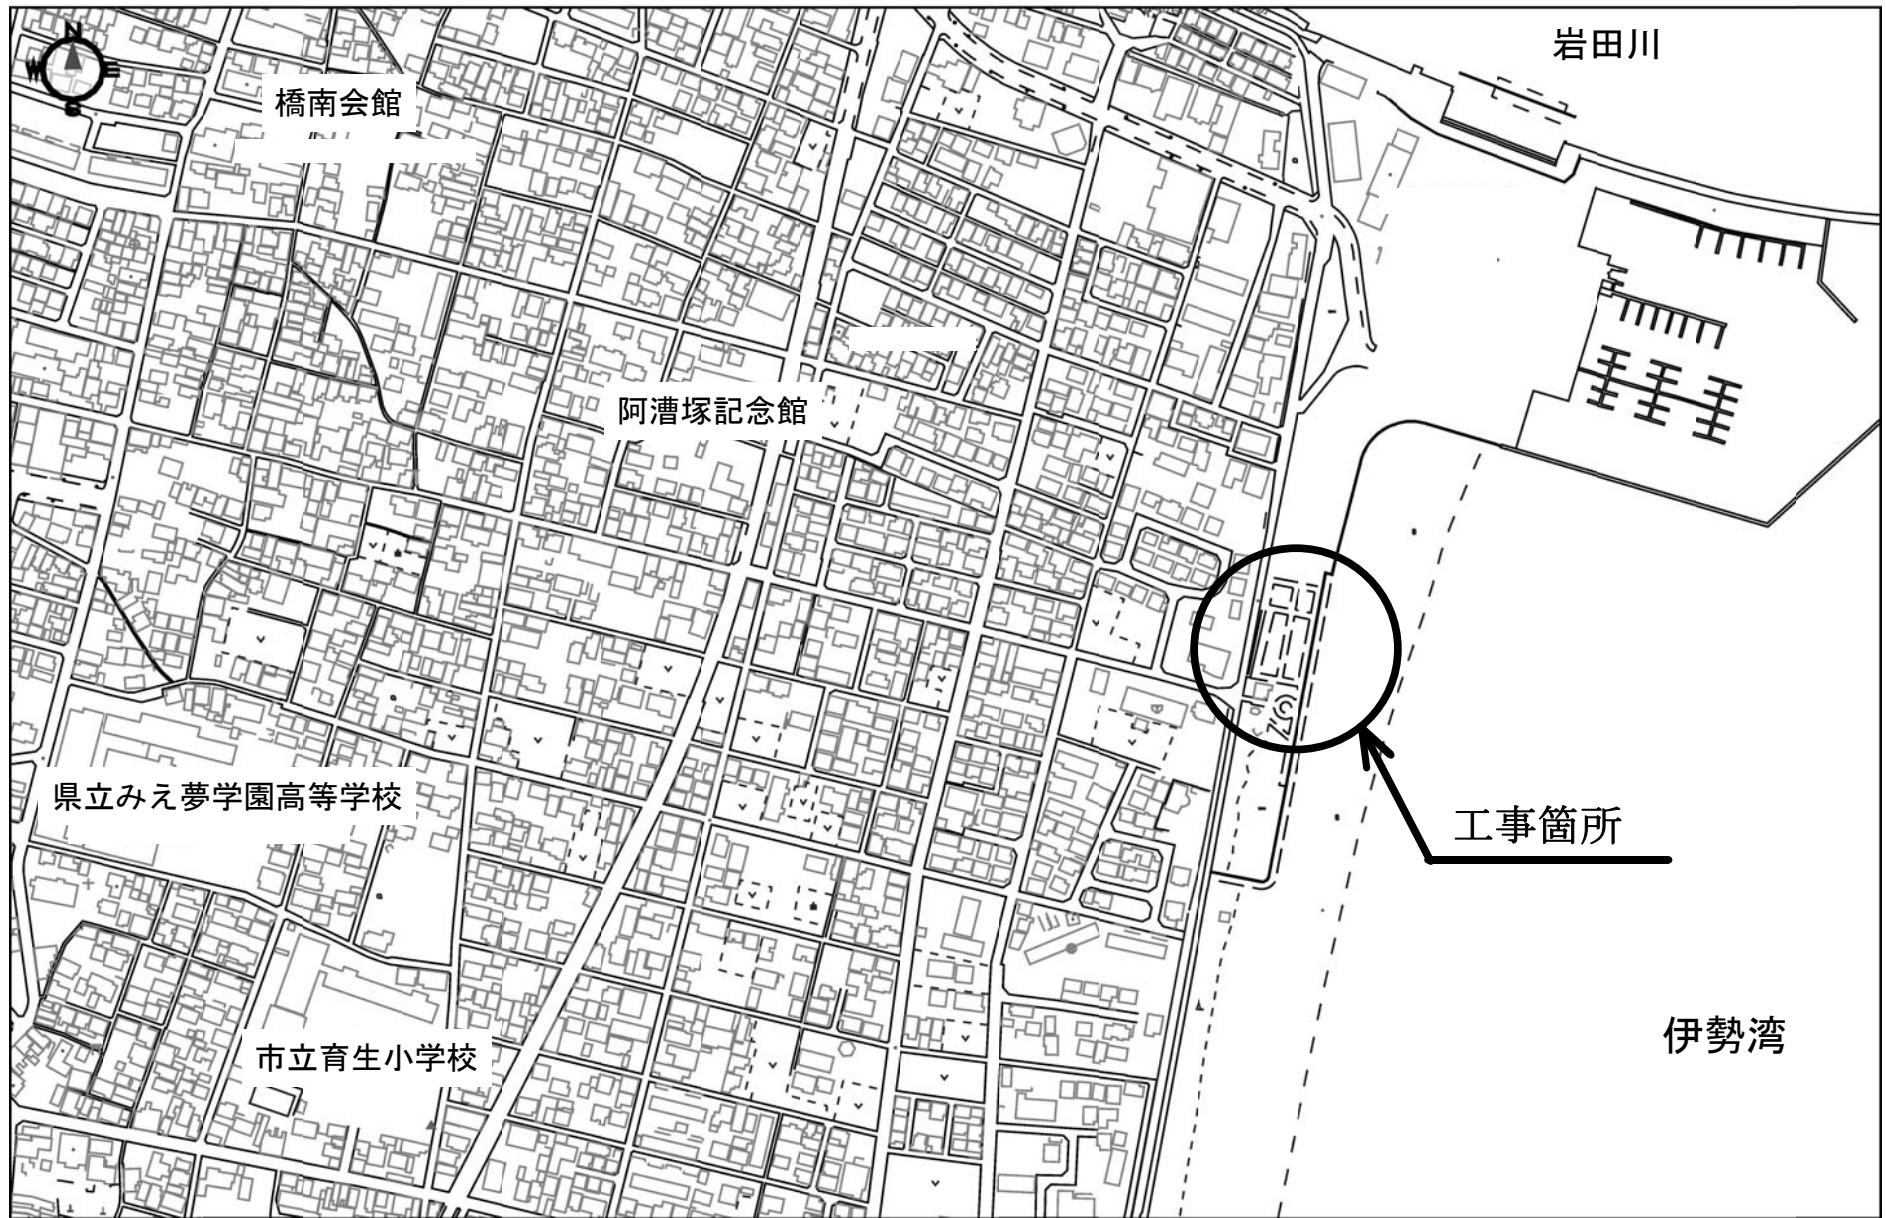 岩田川
N
W E
S
橋南会館
阿漕塚記念館
県立みえ夢学園高等学校
工事箇所
伊勢湾
市立育生小学校